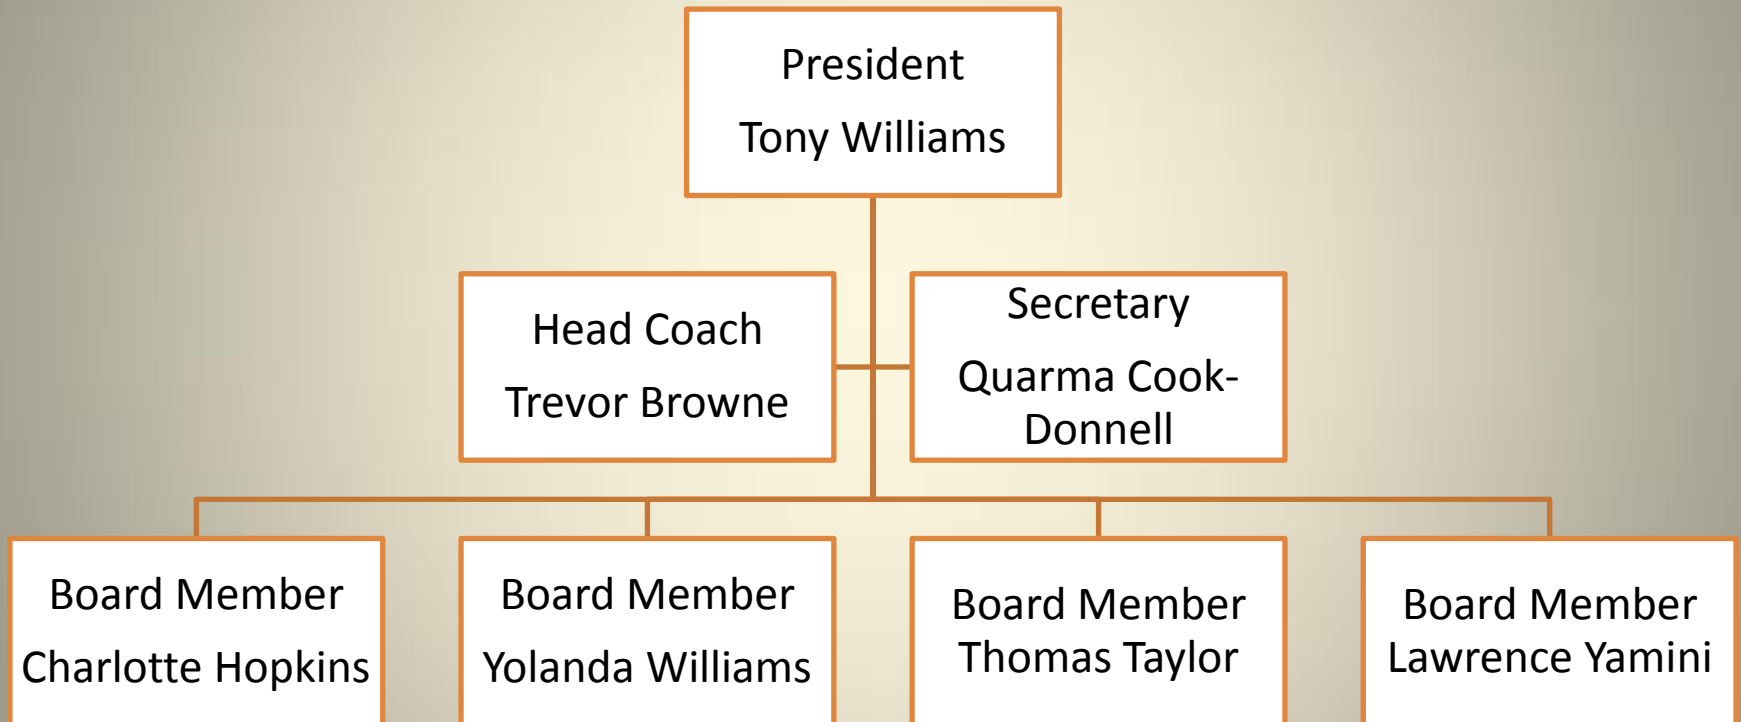 President
Tony Williams
Head Coach
Trevor Browne
Secretary
Quarma Cook-
Donnell
Board Member
Charlotte Hopkins
Board Member
Yolanda Williams
Board Member
Thomas Taylor
Board Member
Lawrence Yamini